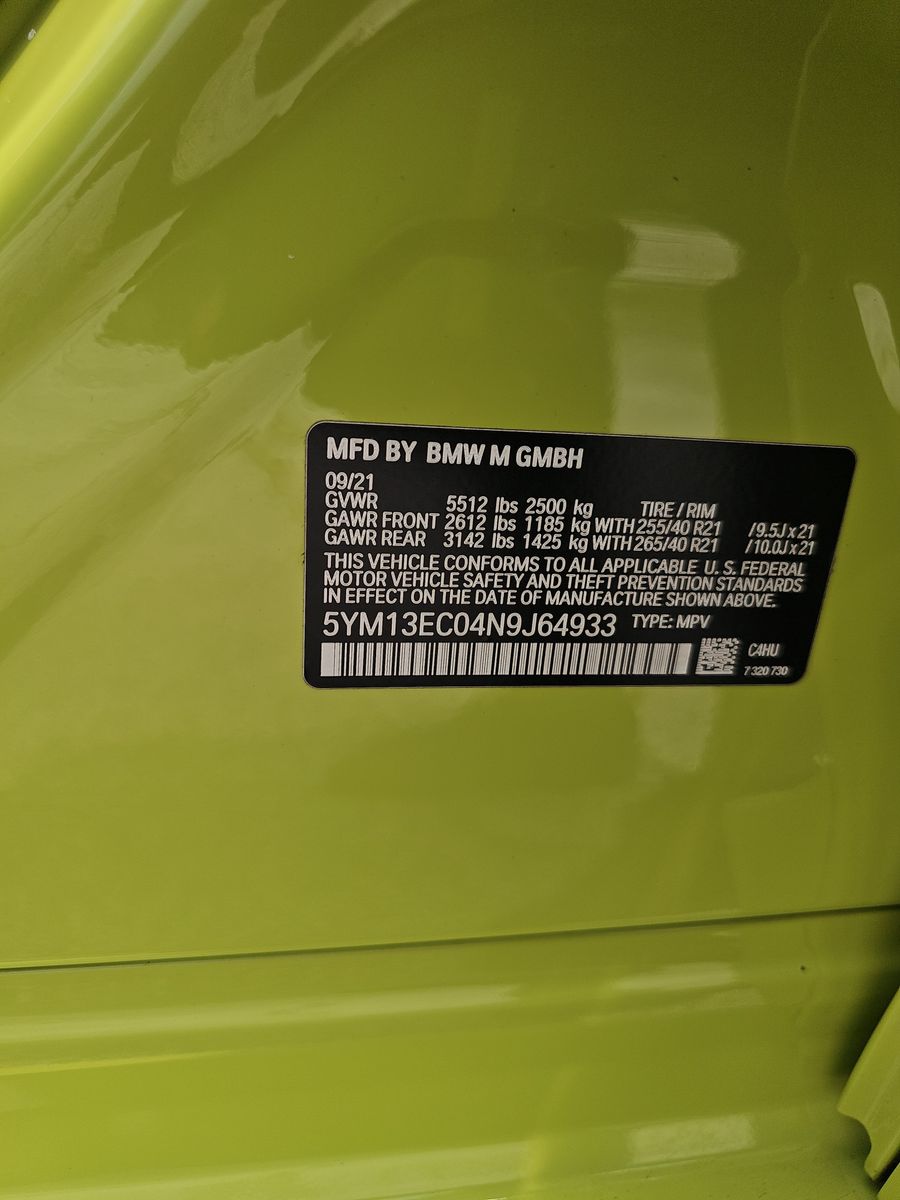 MFD BY BMW M GMBH
09/21
GVWR 5512 lbs 2500 kg TIRE / RIM
GAWR FRONT 2612 lbs 1185 kg WITH 255/40 R21 /9.5J x 21
GAWR REAR 3142 lbs 1425 kg WITH 265/40 R21 /10.0J x 21
THIS VEHICLE CONFORMS TO ALL APPLICABLE U. S. FEDERAL
MOTOR VEHICLE SAFETY AND THEFT PREVENTION STANDARDS
IN EFFECT ON THE DATE OF MANUFACTURE SHOWN ABOVE.
5YM13EC04N9J64933 TYPE: MPV
C4HU
7 320 730